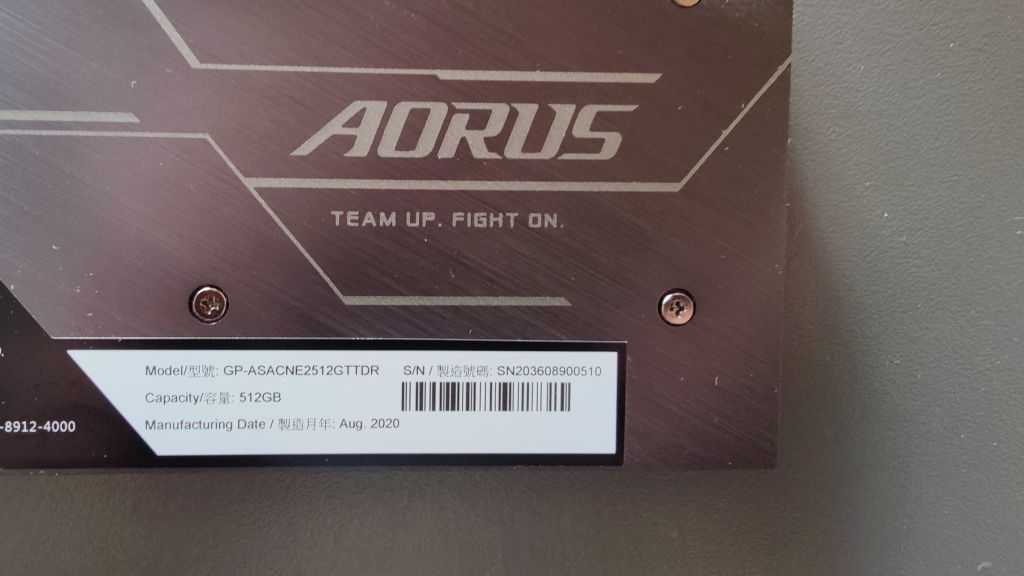 AORUS
TEAM UP. FIGHT ON.
Model/型號: GP-ASACNE2512GTTDR S/N / 製造號碼: SN203608900510
Capacity/容量: 512GB
-8912-4000
Manufacturing Date / 製造月年: Aug. 2020